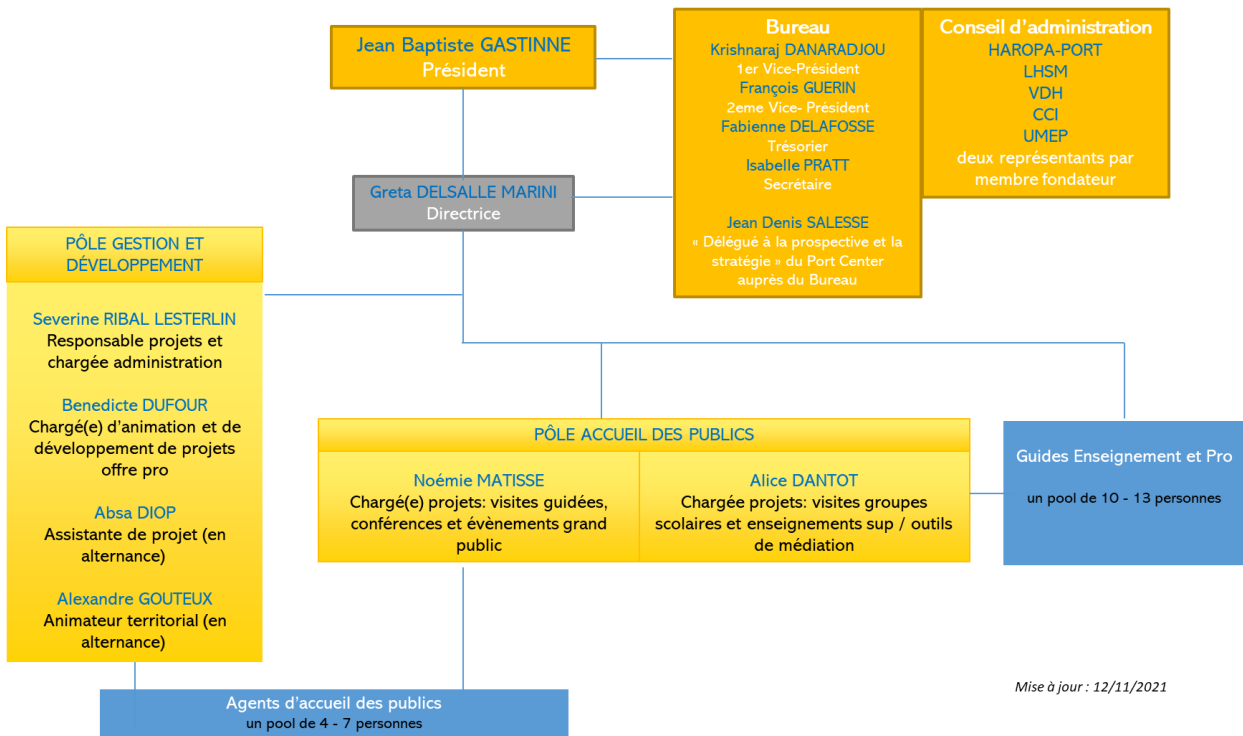 Jean Baptiste GASTINNE
Président
Bureau
Krishnaraj DANARADJOU
1er Vice-Président
François GUERIN
2eme Vice- Président
Fabienne DELAFOSSE
Trésorier
Isabelle PRATT
Secrétaire
Jean Denis SALESSE
« Délégué à la prospective et la
stratégie » du Port Center
auprès du Bureau
Conseil d’administration
HAROPA-PORT
LHSM
VDH
CCI
UMEP
deux représentants par
membre fondateur
Greta DELSALLE MARINI
Directrice
PÔLE GESTION ET
DÉVELOPPEMENT
Severine RIBAL LESTERLIN
Responsable projets et
chargée administration
Benedicte DUFOUR
Chargé(e) d’animation et de
développement de projets
offre pro
Absa DIOP
Assistante de projet (en
alternance)
Alexandre GOUTEUX
Animateur territorial (en
alternance)
PÔLE ACCUEIL DES PUBLICS
Noémie MATISSE
Chargé(e) projets: visites guidées,
conférences et évènements grand
public
Alice DANTOT
Chargée projets: visites groupes
scolaires et enseignements sup / outils
de médiation
Guides Enseignement et Pro
un pool de 10 - 13 personnes
Agents d’accueil des publics
un pool de 4 - 7 personnes
Mise à jour : 12/11/2021